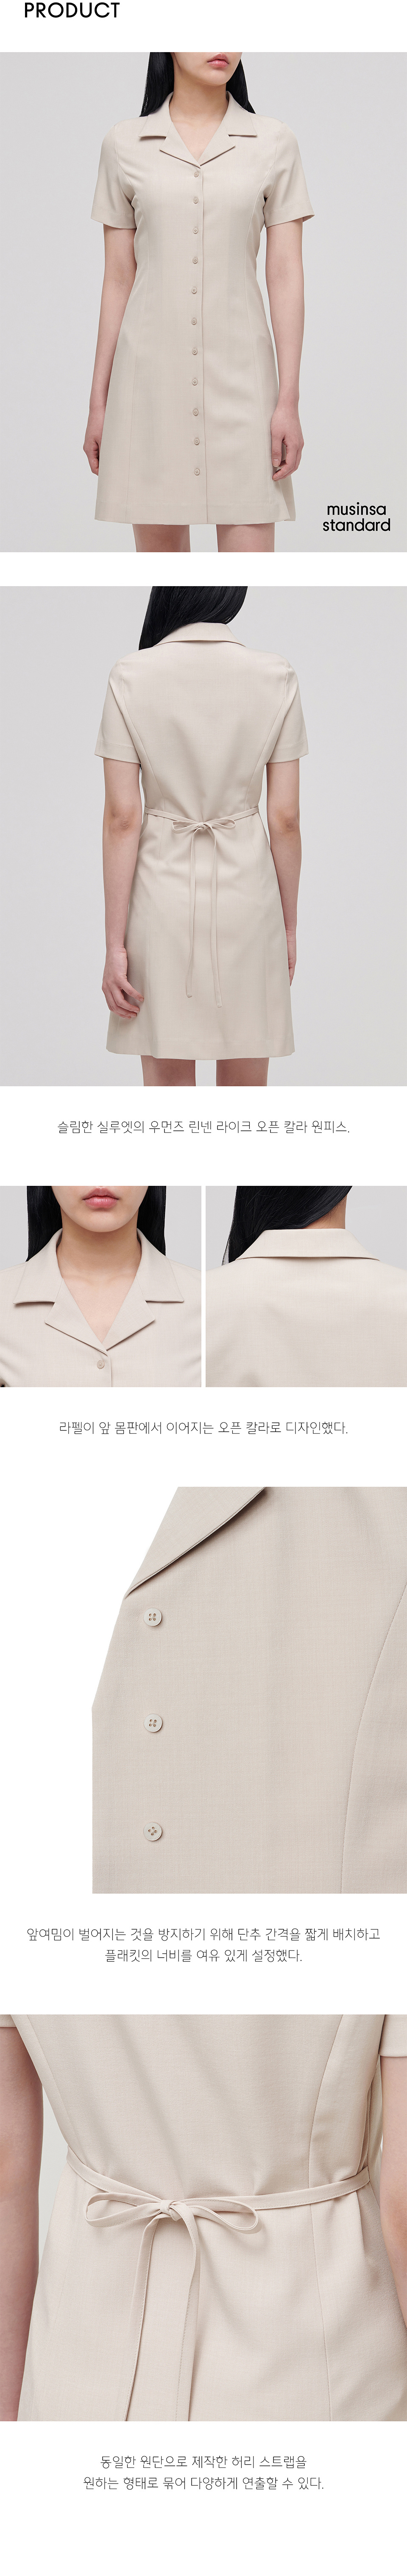 PRODUCT
musinsa
standard
슬림한 실루엣의 우먼즈 린넨 라이크 오픈 칼라 원피스.
라펠이 앞 몸판에서 이어지는 오픈 칼라로 디자인했다.
앞여밈이 벌어지는 것을 방지하기 위해 단추 간격을 짧게 배치하고
플래킷의 너비를 여유 있게 설정했다.
동일한 원단으로 제작한 허리 스트랩을
원하는 형태로 묶어 다양하게 연출할 수 있다.